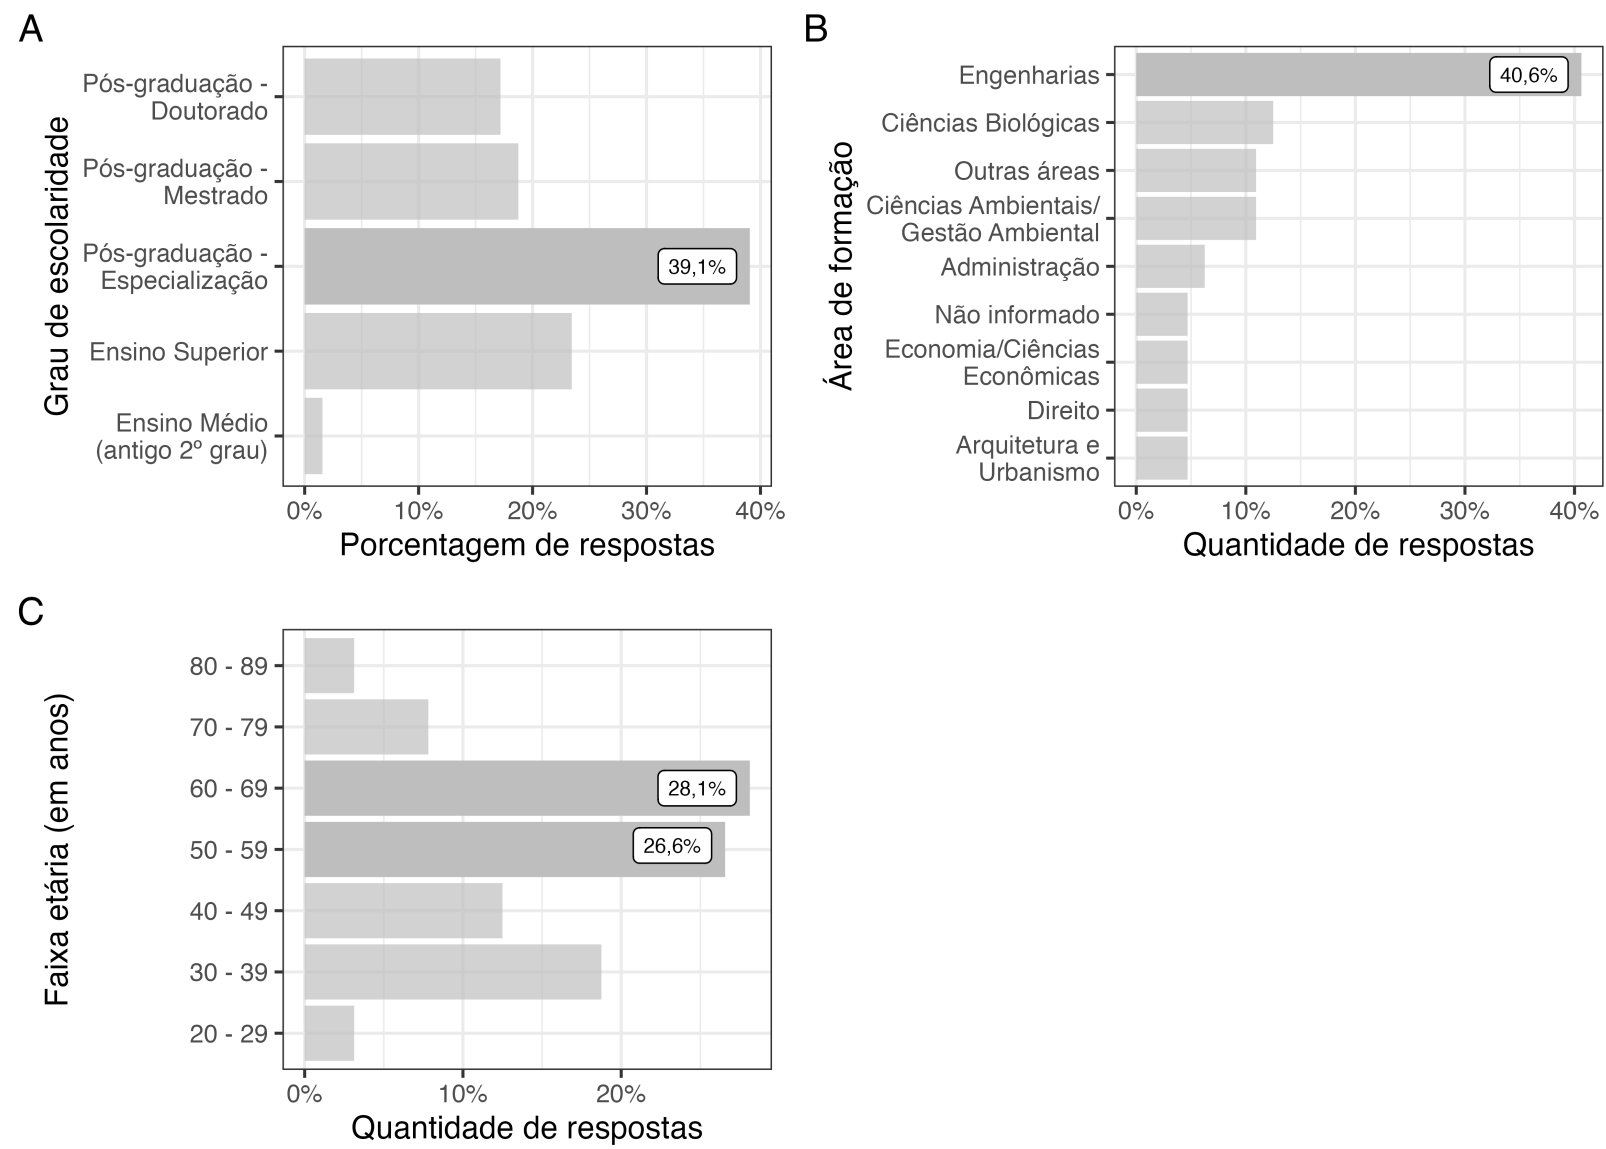 A
Grau de escolaridade
Pós-graduação -
Doutorado
Pós-graduação -
Mestrado
Pós-graduação -
Especialização
Ensino Superior
Ensino Médio
(antigo 2º grau)
39,1%
0% 10% 20% 30% 40%
Porcentagem de respostas
B
Área de formação
Engenharias
Ciências Biológicas
Outras áreas
Ciências Ambientais/
Gestão Ambiental
Administração
Não informado
Economia/Ciências
Econômicas
Direito
Arquitetura e
Urbanismo
40,6%
0% 10% 20% 30% 40%
Quantidade de respostas
C
Faixa etária (em anos)
80 - 89
70 - 79
60 - 69
50 - 59
40 - 49
30 - 39
20 - 29
28,1%
26,6%
0% 10% 20%
Quantidade de respostas